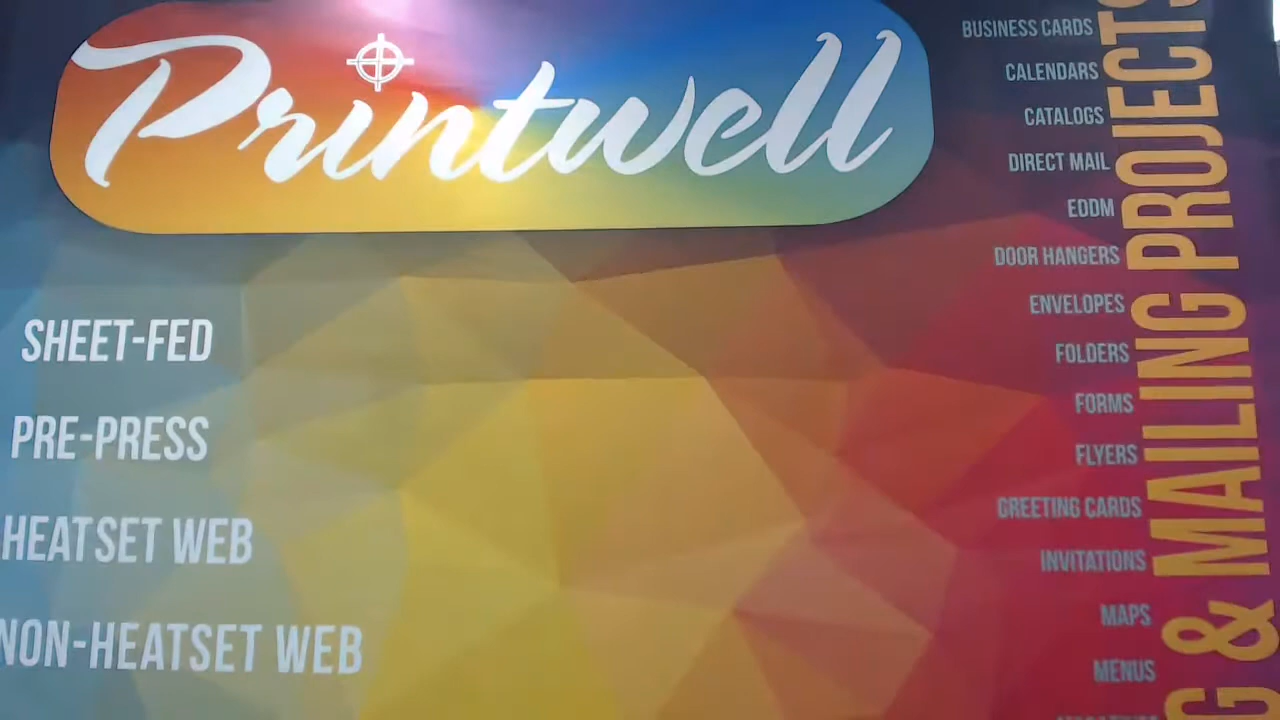 Printwell
SHEET-FED
PRE-PRESS
HEATSET WEB
NON-HEATSET WEB
BUSINESS CARDS
CALENDARS
CATALOGS
DIRECT MAIL
EDDM
DOOR HANGERS
ENVELOPES
FOLDERS
FORMS
FLYERS
GREETING CARDS
INVITATIONS
MAPS
MENUS
G & MAILING PROJECTS